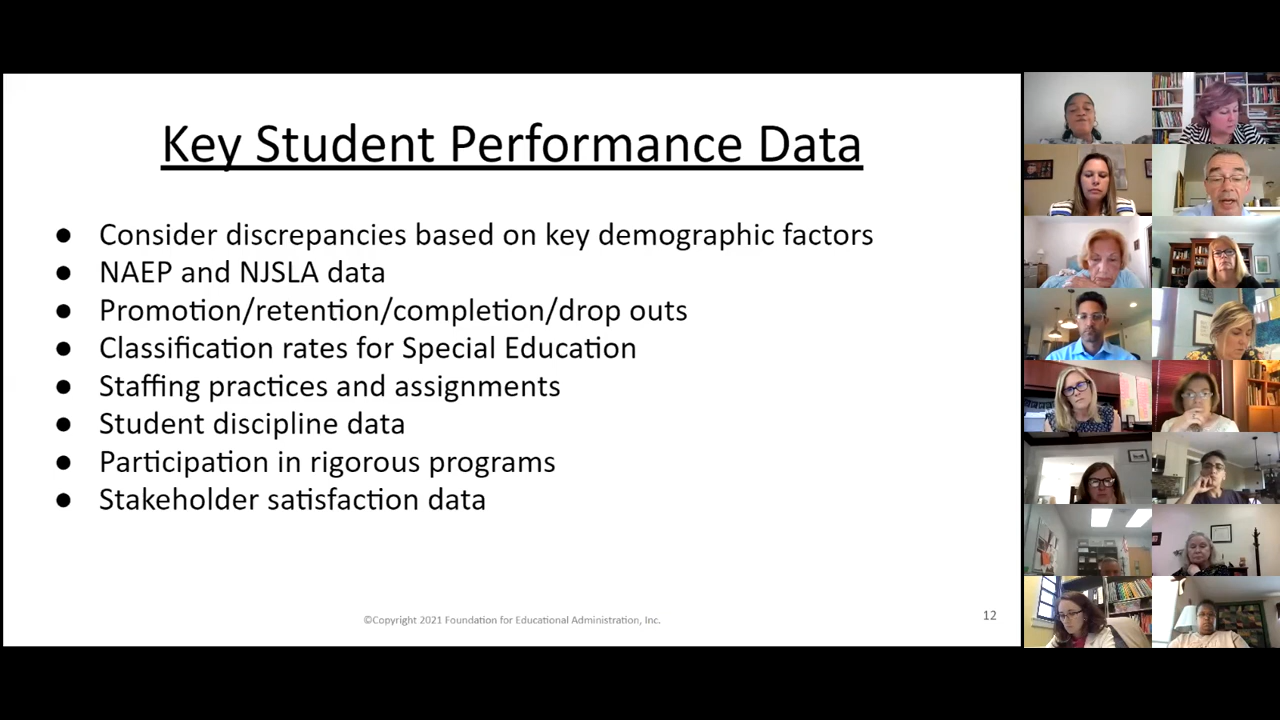 Key Student Performance Data
● Consider discrepancies based on key demographic factors
● NAEP and NJSLA data
● Promotion/retention/completion/drop outs
● Classification rates for Special Education
● Staffing practices and assignments
● Student discipline data
● Participation in rigorous programs
● Stakeholder satisfaction data
©Copyright 2021 Foundation for Educational Administration, Inc.
12